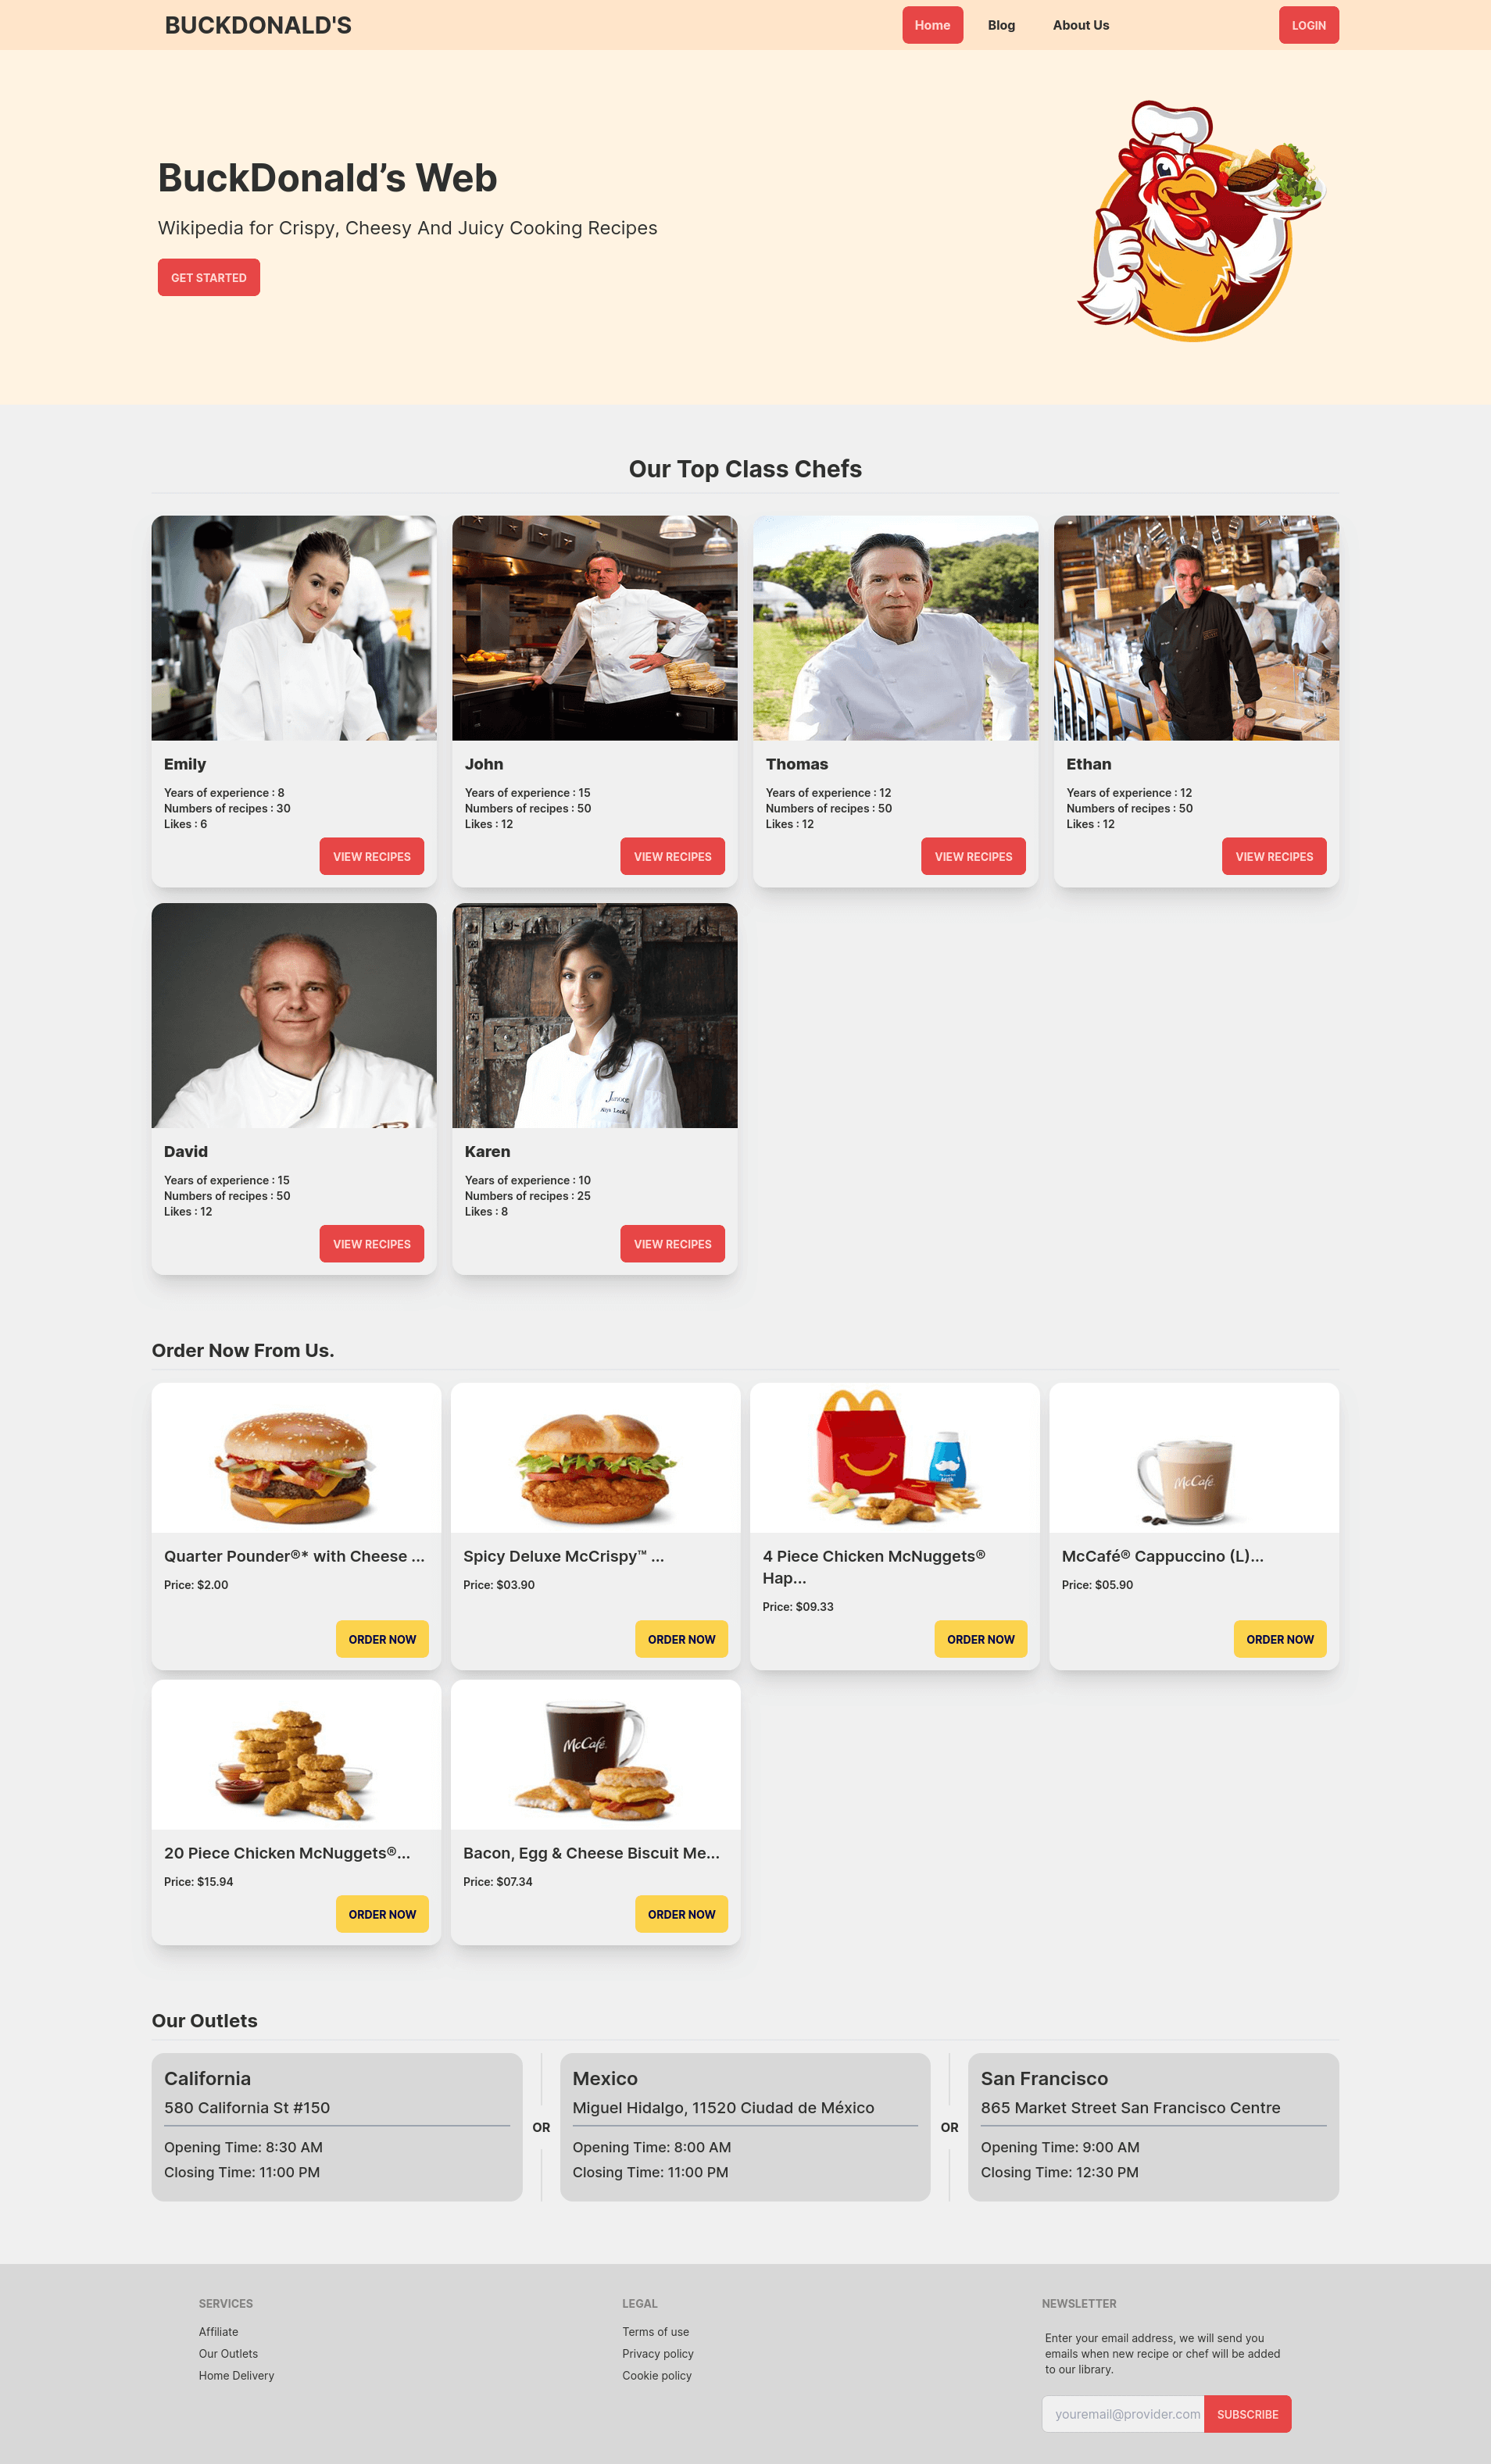 BUCKDONALD'S
Home
Blog
About Us
LOGIN
BuckDonald’s Web
Wikipedia for Crispy, Cheesy And Juicy Cooking Recipes
GET STARTED
Our Top Class Chefs
Emily
Years of experience : 8
Numbers of recipes : 30
Likes : 6
VIEW RECIPES
John
Years of experience : 15
Numbers of recipes : 50
Likes : 12
VIEW RECIPES
Thomas
Years of experience : 12
Numbers of recipes : 50
Likes : 12
VIEW RECIPES
Ethan
Years of experience : 12
Numbers of recipes : 50
Likes : 12
VIEW RECIPES
David
Years of experience : 15
Numbers of recipes : 50
Likes : 12
VIEW RECIPES
Karen
Years of experience : 10
Numbers of recipes : 25
Likes : 8
VIEW RECIPES
Order Now From Us.
McCafé
Quarter Pounder®* with Cheese ...
Price: $2.00
ORDER NOW
Spicy Deluxe McCrispy™ ...
Price: $03.90
ORDER NOW
4 Piece Chicken McNuggets®
Hap...
Price: $09.33
ORDER NOW
McCafé® Cappuccino (L)...
Price: $05.90
ORDER NOW
McCafé
20 Piece Chicken McNuggets®...
Price: $15.94
ORDER NOW
Bacon, Egg & Cheese Biscuit Me...
Price: $07.34
ORDER NOW
Our Outlets
California
580 California St #150
Opening Time: 8:30 AM
Closing Time: 11:00 PM
OR
Mexico
Miguel Hidalgo, 11520 Ciudad de México
Opening Time: 8:00 AM
Closing Time: 11:00 PM
OR
San Francisco
865 Market Street San Francisco Centre
Opening Time: 9:00 AM
Closing Time: 12:30 PM
SERVICES
Affiliate
Our Outlets
Home Delivery
LEGAL
Terms of use
Privacy policy
Cookie policy
NEWSLETTER
Enter your email address, we will send you
emails when new recipe or chef will be added
to our library.
youremail@provider.com
SUBSCRIBE